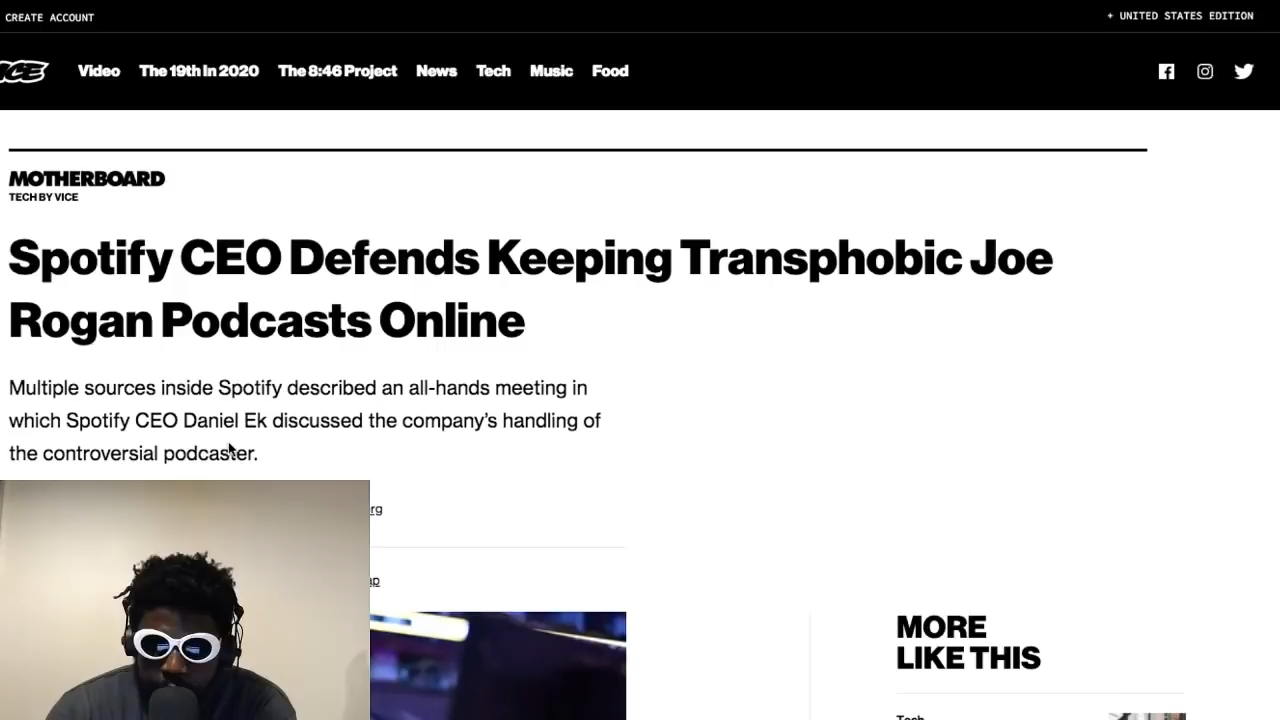 CREATE ACCOUNT
+ UNITED STATES EDITION
Video The 19th In 2020 The 8:46 Project News Tech Music Food
MOTHERBOARD
TECH BY VICE
Spotify CEO Defends Keeping Transphobic Joe
Rogan Podcasts Online
Multiple sources inside Spotify described an all-hands meeting in
which Spotify CEO Daniel Ek discussed the company's handling of
the controversial podcaster.
MORE
LIKE THIS
Tech